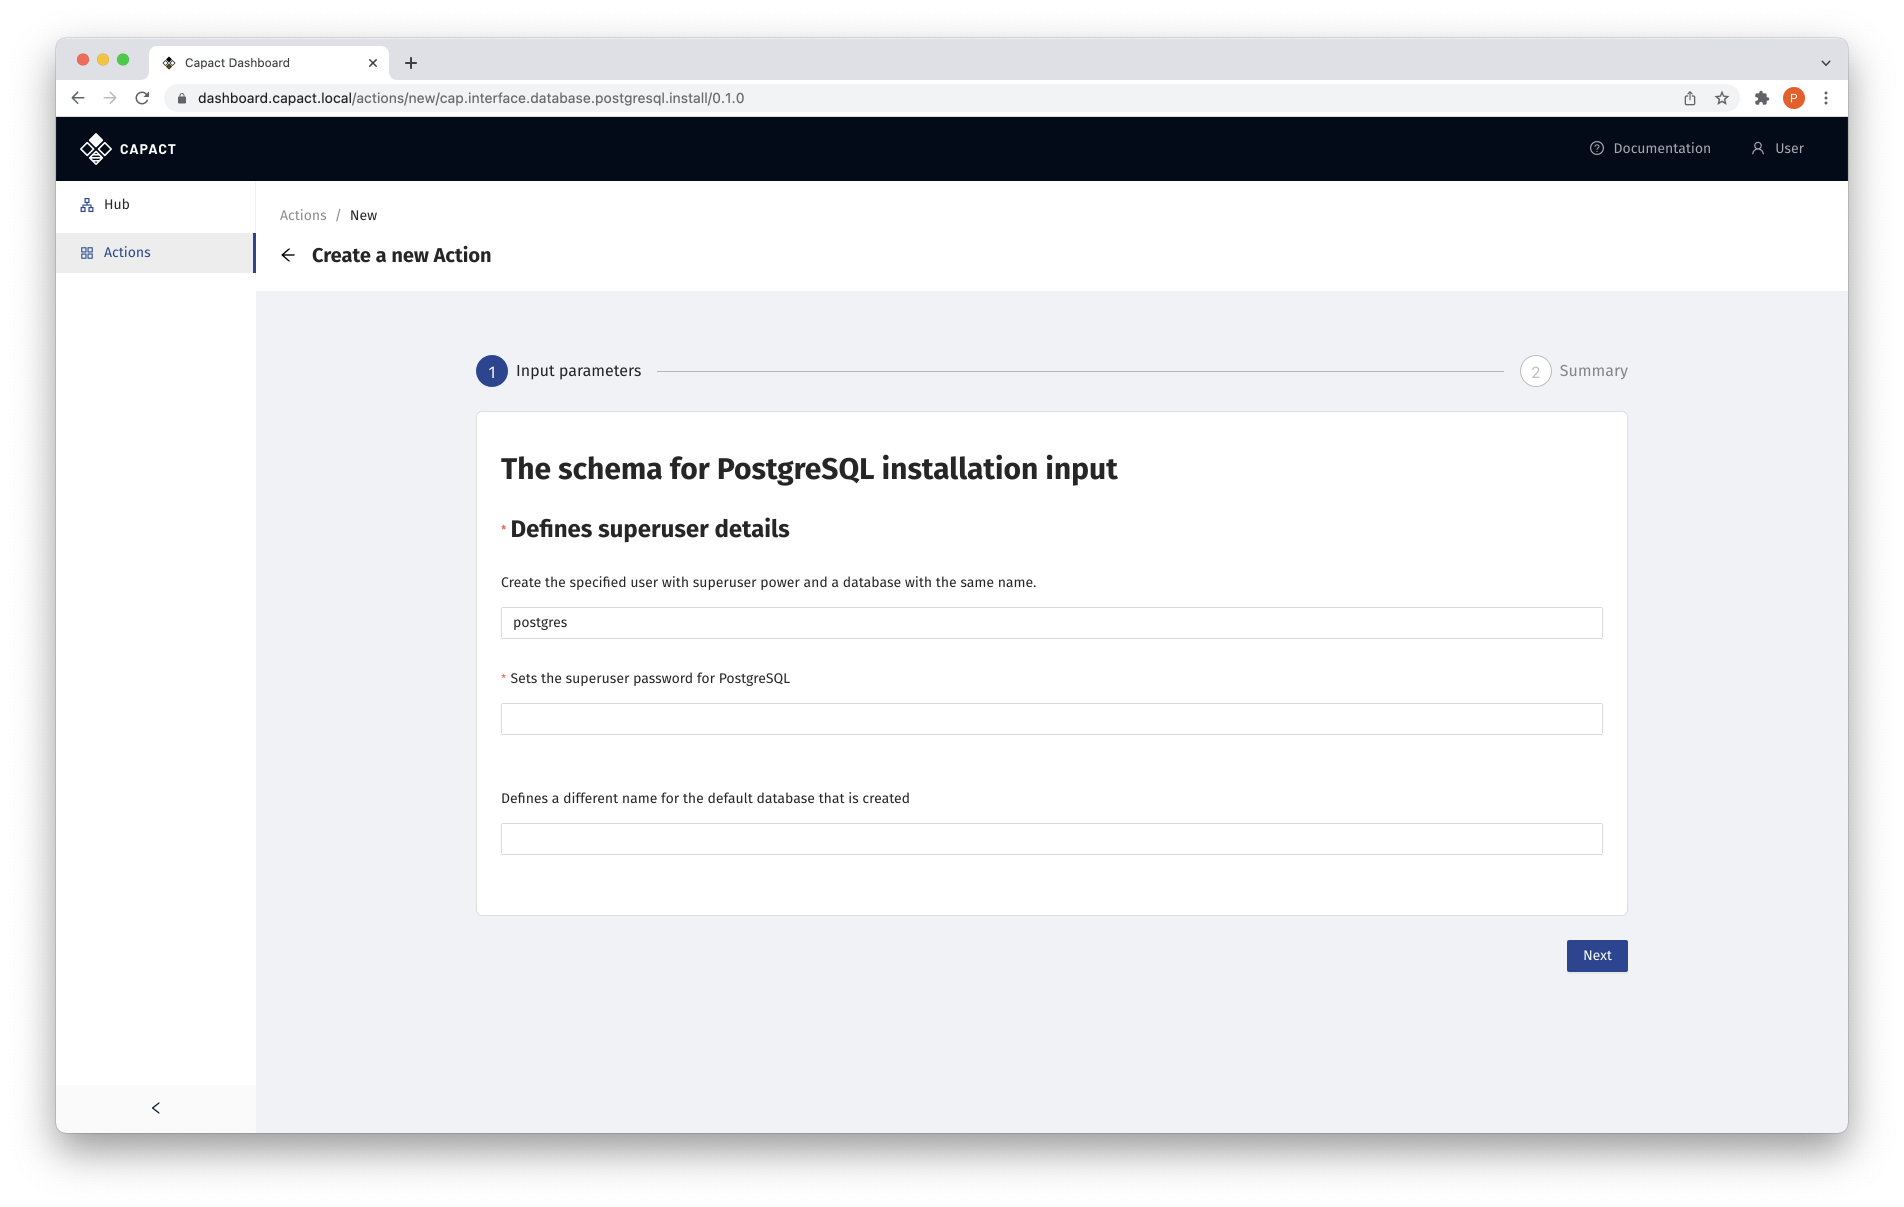 Capact Dashboard
dashboard.capact.local/actions/new/cap.interface.database.postgresql.install/0.1.0
P
CAPACT
Documentation
User
Hub
Actions
Actions / New
Create a new Action
1 Input parameters
2 Summary
The schema for PostgreSQL installation input
* Defines superuser details
Create the specified user with superuser power and a database with the same name.
postgres
* Sets the superuser password for PostgreSQL
Defines a different name for the default database that is created
Next